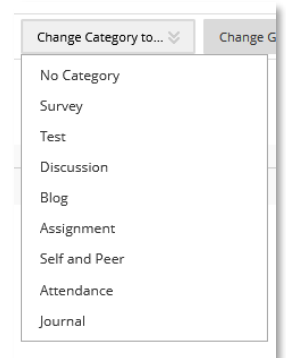 Change Category to... Change G
No Category
Survey
Test
Discussion
Blog
Assignment
Self and Peer
Attendance
Journal